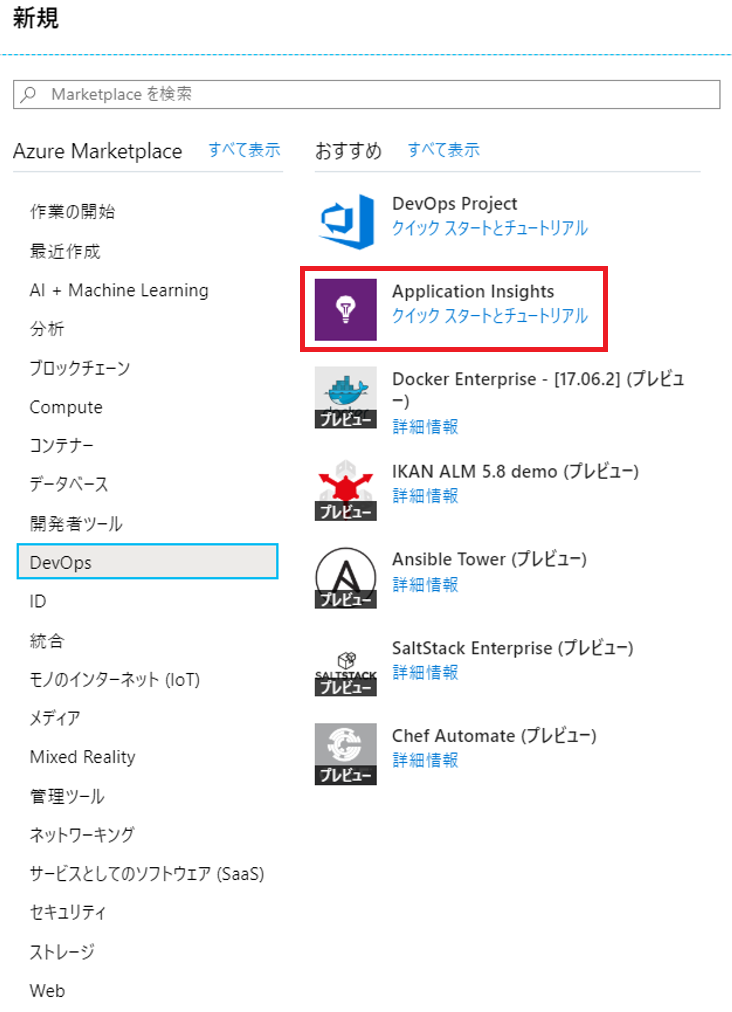 新規
Marketplace を検索
Azure Marketplace すべて表示
作業の開始
最近作成
AI + Machine Learning
分析
ブロックチェーン
Compute
コンテナー
データベース
開発者ツール
DevOps
ID
統合
モノのインターネット (IoT)
メディア
Mixed Reality
管理ツール
ネットワーキング
サービスとしてのソフトウェア (SaaS)
セキュリティ
ストレージ
Web
おすすめ すべて表示
DevOps Project
クイック スタートとチュートリアル
Application Insights
クイック スタートとチュートリアル
Docker Enterprise - [17.06.2] (プレビュ
ー)
docker
プレビュー
詳細情報
IKAN ALM 5.8 demo (プレビュー)
プレビュー
詳細情報
Ansible Tower (プレビュー)
プレビュー
詳細情報
SaltStack Enterprise (プレビュー)
SALTSTACK
プレビュー
詳細情報
Chef Automate (プレビュー)
プレビュー
詳細情報